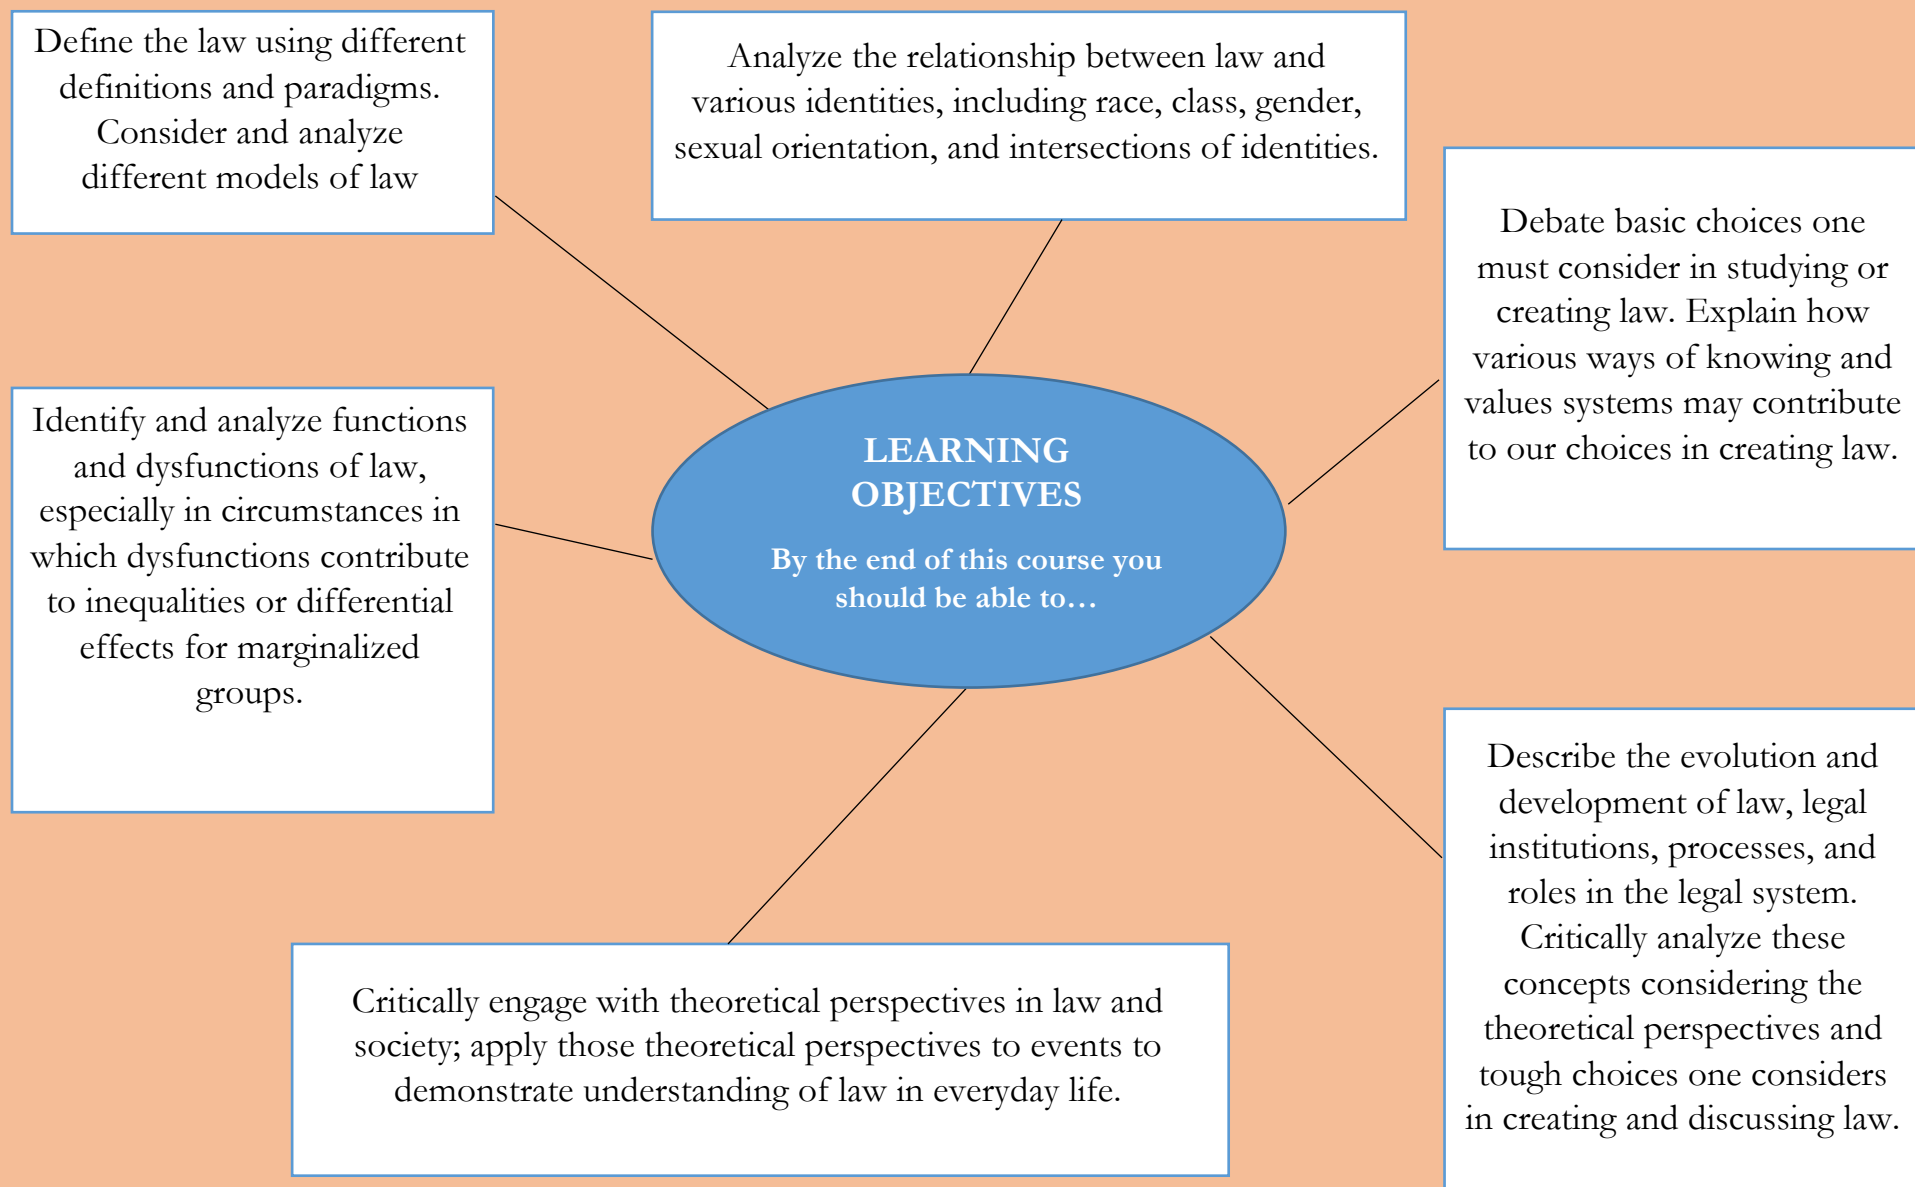 Define the law using different
definitions and paradigms.
Consider and analyze
different models of law
Analyze the relationship between law and
various identities, including race, class, gender,
sexual orientation, and intersections of identities.
Debate basic choices one
must consider in studying or
creating law. Explain how
various ways of knowing and
values systems may contribute
to our choices in creating law.
Identify and analyze functions
and dysfunctions of law,
especially in circumstances in
which dysfunctions contribute
to inequalities or differential
effects for marginalized
groups.
LEARNING
OBJECTIVES
By the end of this course you
should be able to…
Describe the evolution and
development of law, legal
institutions, processes, and
roles in the legal system.
Critically analyze these
concepts considering the
theoretical perspectives and
tough choices one considers
in creating and discussing law.
Critically engage with theoretical perspectives in law and
society; apply those theoretical perspectives to events to
demonstrate understanding of law in everyday life.